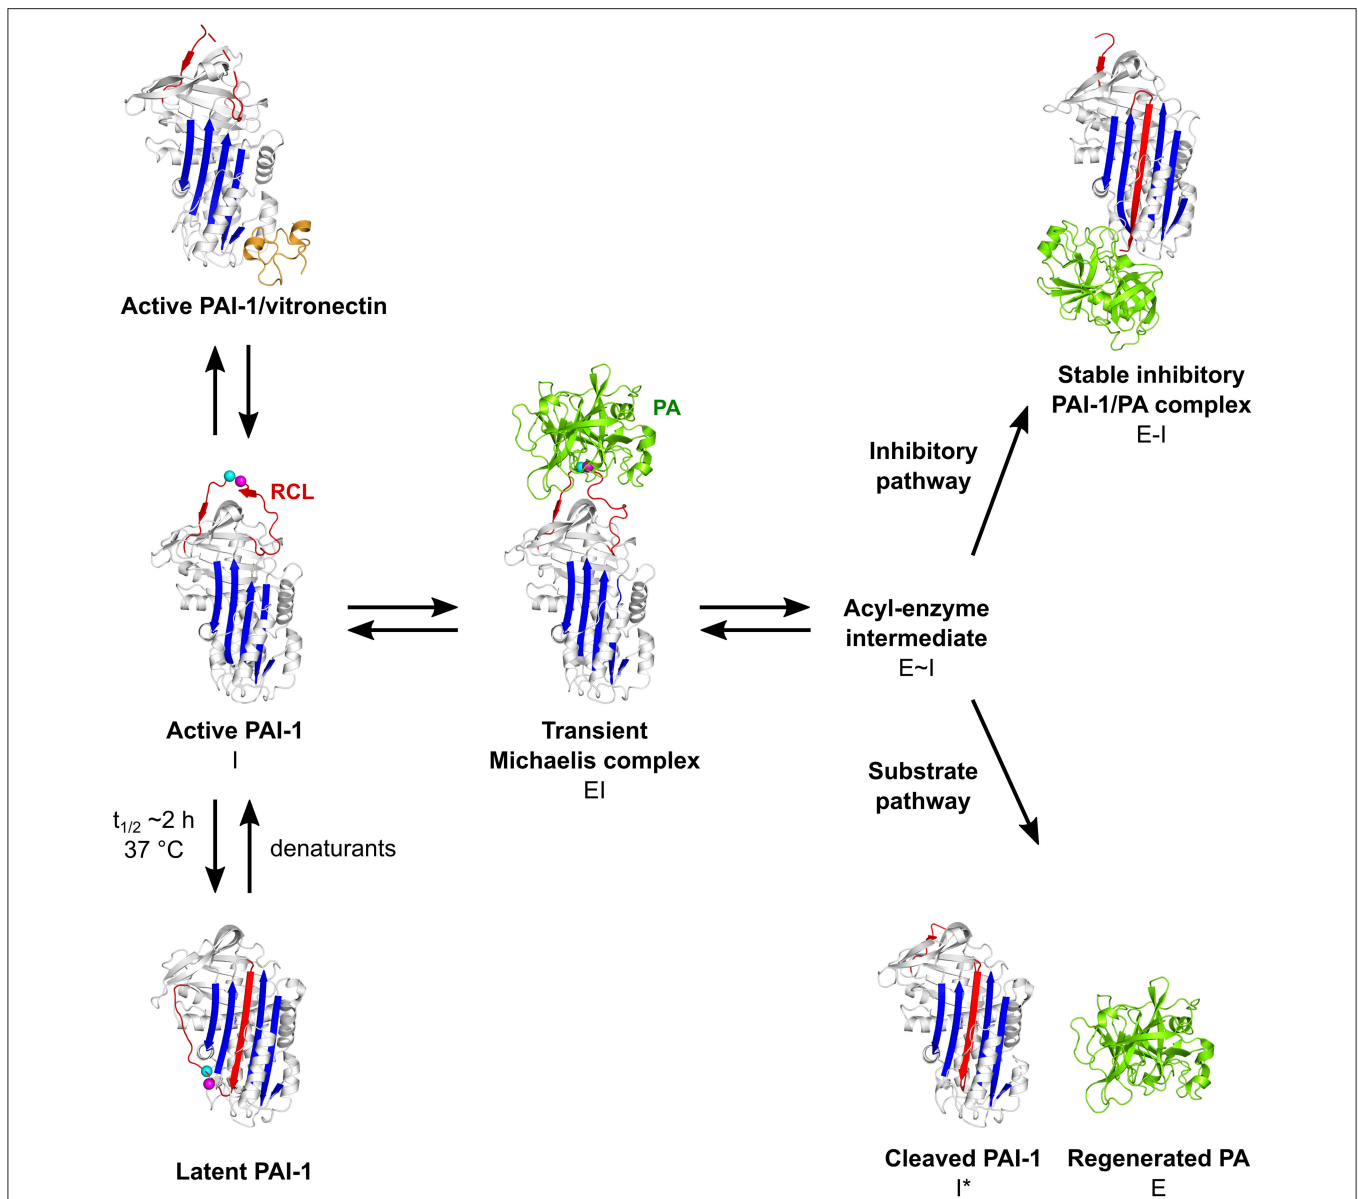 Active PAI-1/vitronectin
Stable inhibitory
PAI-1/PA complex
E-I
PA
Inhibitory
pathway
RCL
Acyl-enzyme
intermediate
E~I
Active PAI-1
I
Transient
Michaelis complex
EI
Substrate
pathway
t1/2 ~2 h
37 °C
denaturants
Latent PAI-1
Cleaved PAI-1
I*
Regenerated PA
E